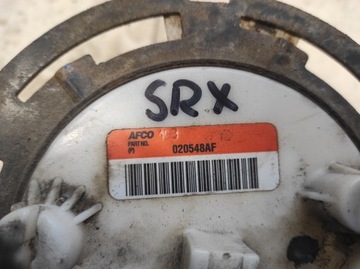 SRX
AFCO
PART NO.
(P) 020548AF